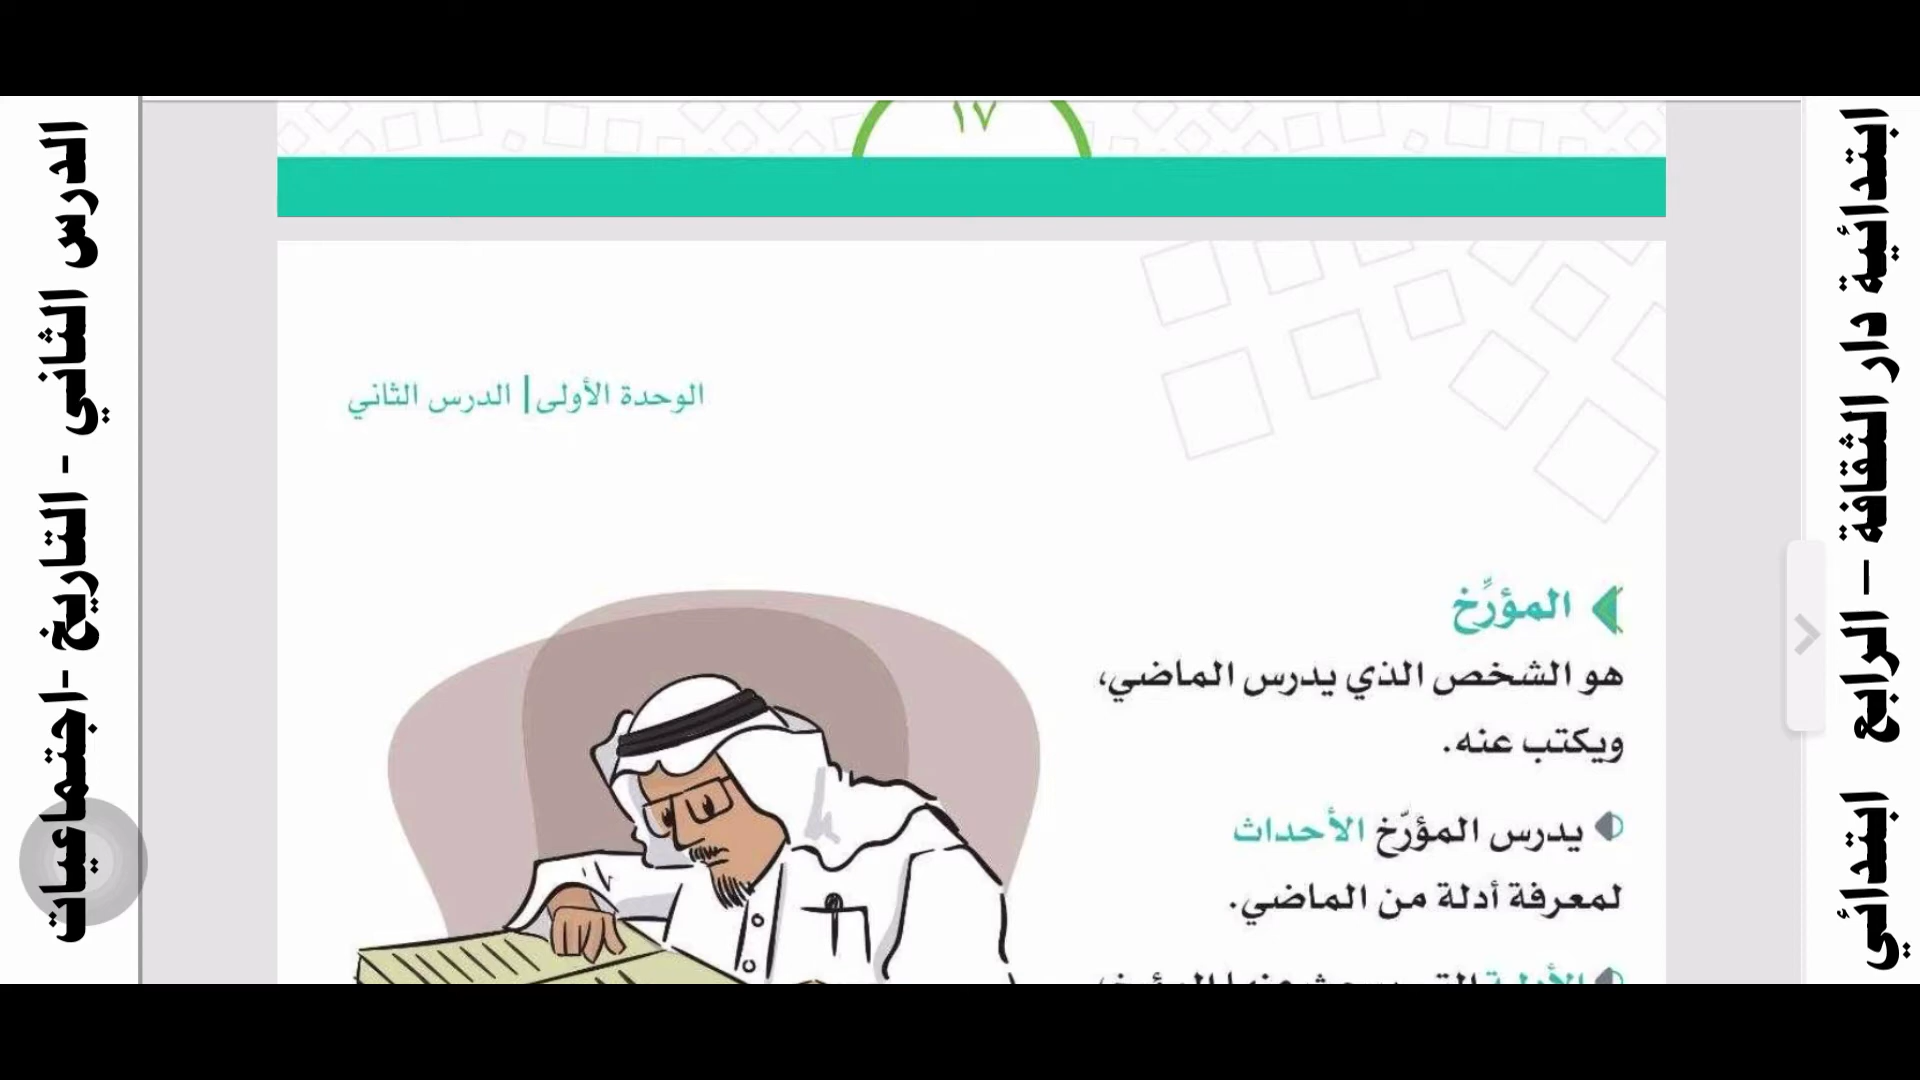 ابتدائية دار الثقافة – الرابع ابتدائي
١٧
الوحدة الأولى | الدرس الثاني
المؤرِّخ
هو الشخص الذي يدرس الماضي،
ويكتب عنه.
يدرس المؤرّخ الأحداث
لمعرفة أدلة من الماضي.
الدرس الثاني - التاريخ -اجتماعيات